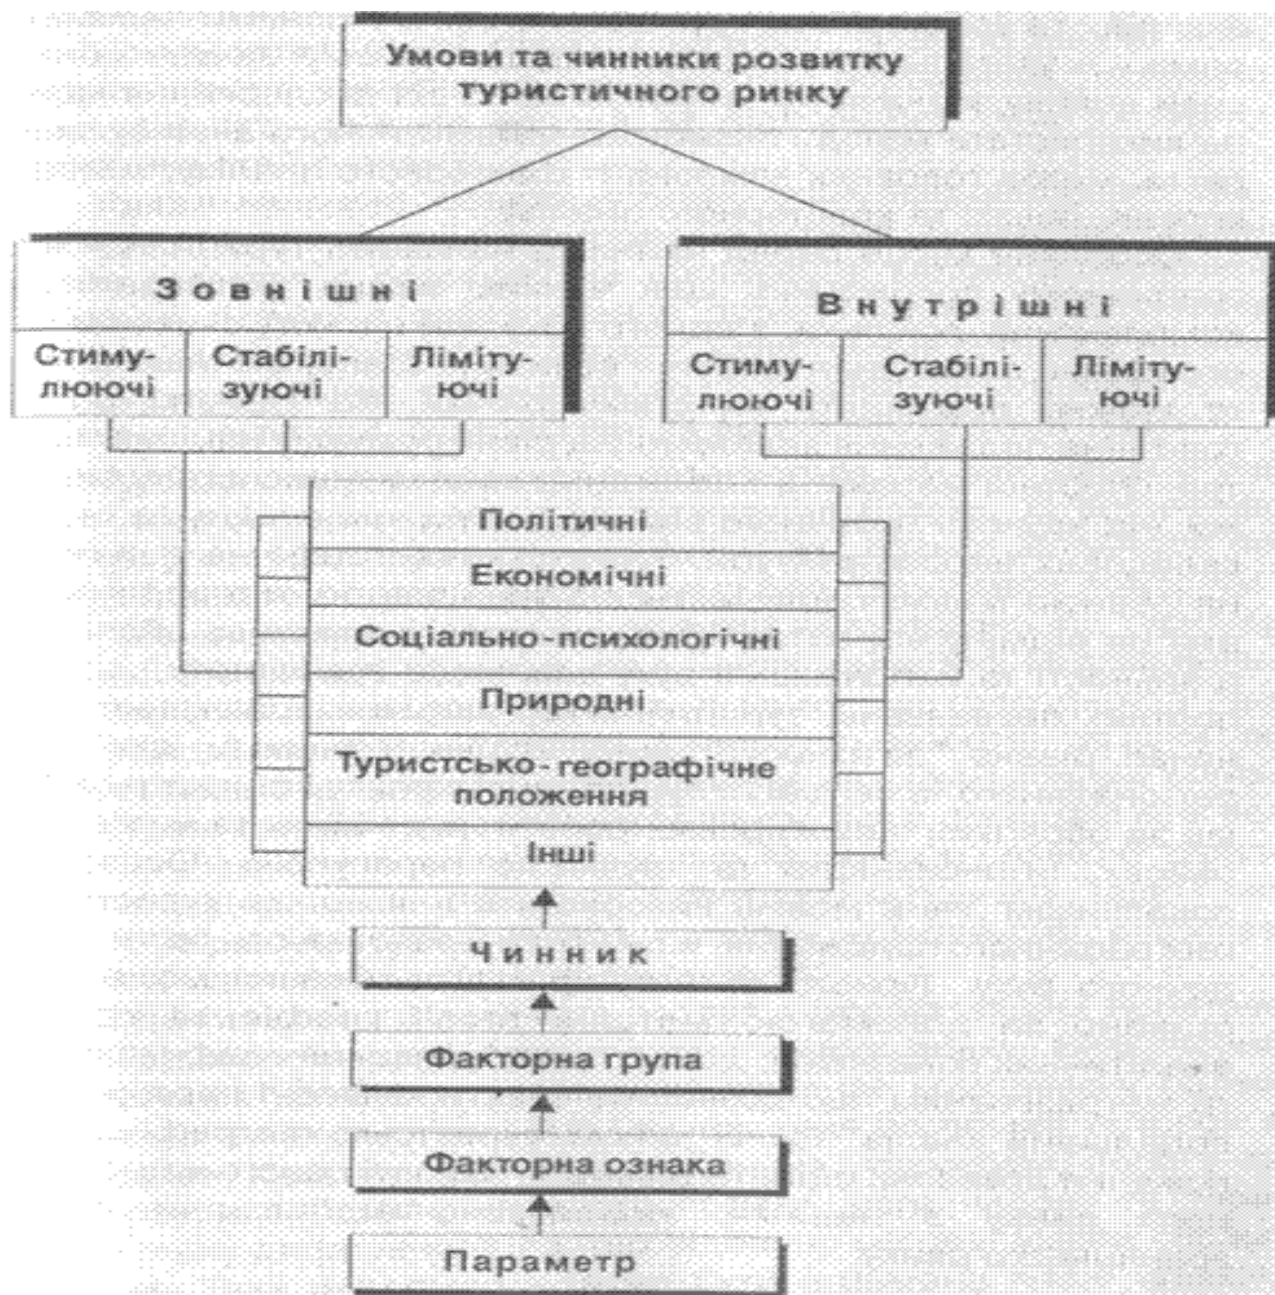 Умови та чинники розвитку
туристичного ринку
Зовнішні
Стиму-
люючі
Стабілі-
зуючі
Ліміту-
ючі
Внутрішні
Стиму-
люючі
Стабілі-
зуючі
Ліміту-
ючі
Політичні
Економічні
Соціально-психологічні
Природні
Туристсько-географічне
положення
Інші
Чинник
Факторна група
Факторна ознака
Параметр